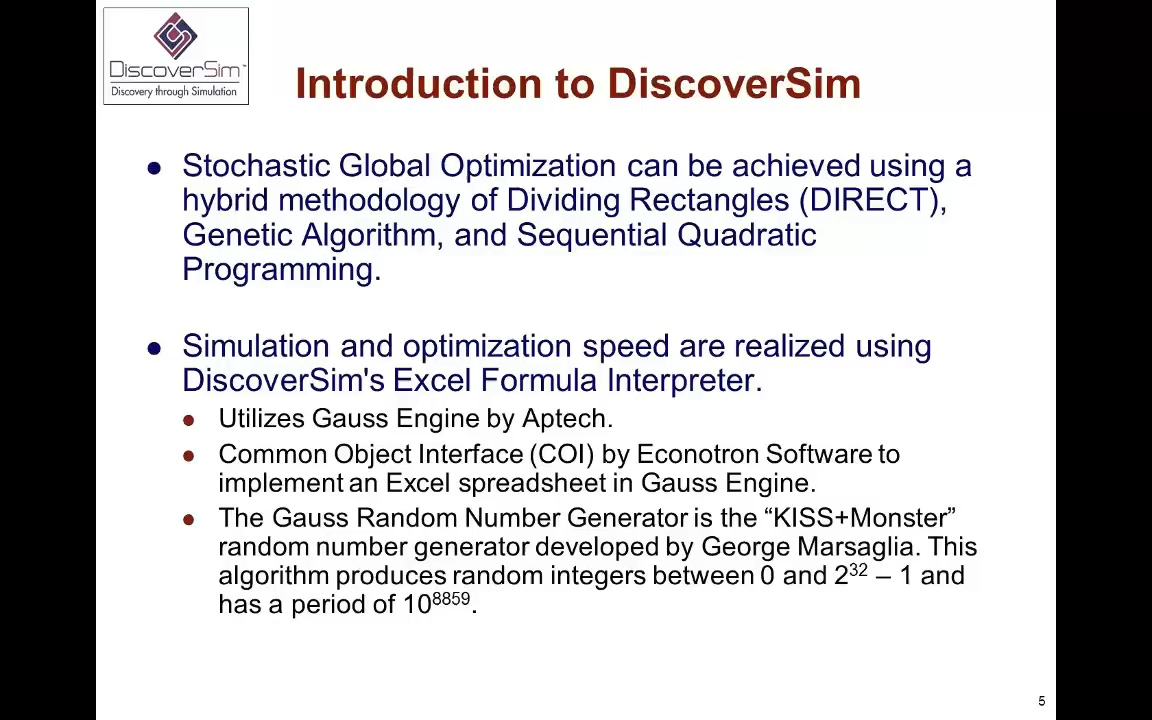 DiscoverSim™
Discovery through Simulation
Introduction to DiscoverSim
● Stochastic Global Optimization can be achieved using a
hybrid methodology of Dividing Rectangles (DIRECT),
Genetic Algorithm, and Sequential Quadratic
Programming.
● Simulation and optimization speed are realized using
DiscoverSim's Excel Formula Interpreter.
● Utilizes Gauss Engine by Aptech.
● Common Object Interface (COI) by Econotron Software to
implement an Excel spreadsheet in Gauss Engine.
● The Gauss Random Number Generator is the “KISS+Monster”
random number generator developed by George Marsaglia. This
algorithm produces random integers between 0 and 2³² – 1 and
has a period of 10⁸⁸⁵⁹.
5